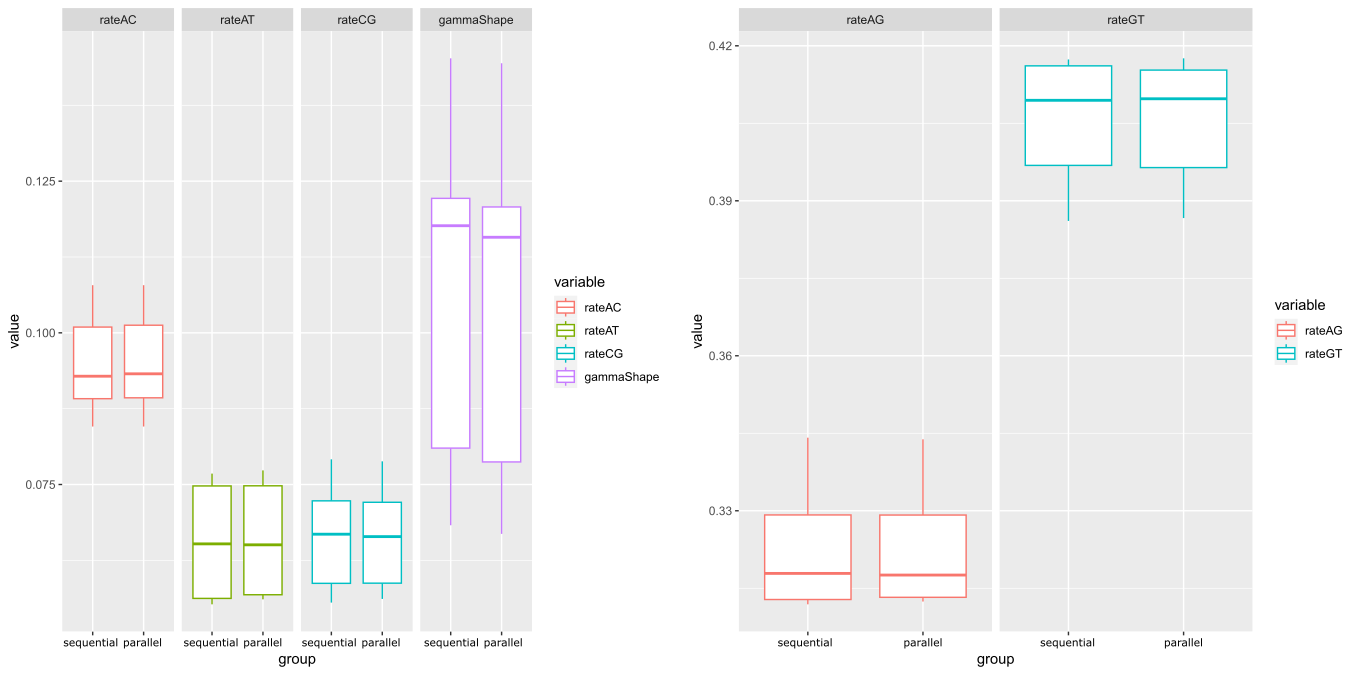 rateAC rateAT rateCG gammaShape
0.125
0.100
0.075
value
sequential parallel sequential parallel sequential parallel sequential parallel
group
variable
rateAC
rateAT
rateCG
gammaShape
rateAG rateGT
0.42
0.39
0.36
0.33
value
sequential parallel sequential parallel
group
variable
rateAG
rateGT